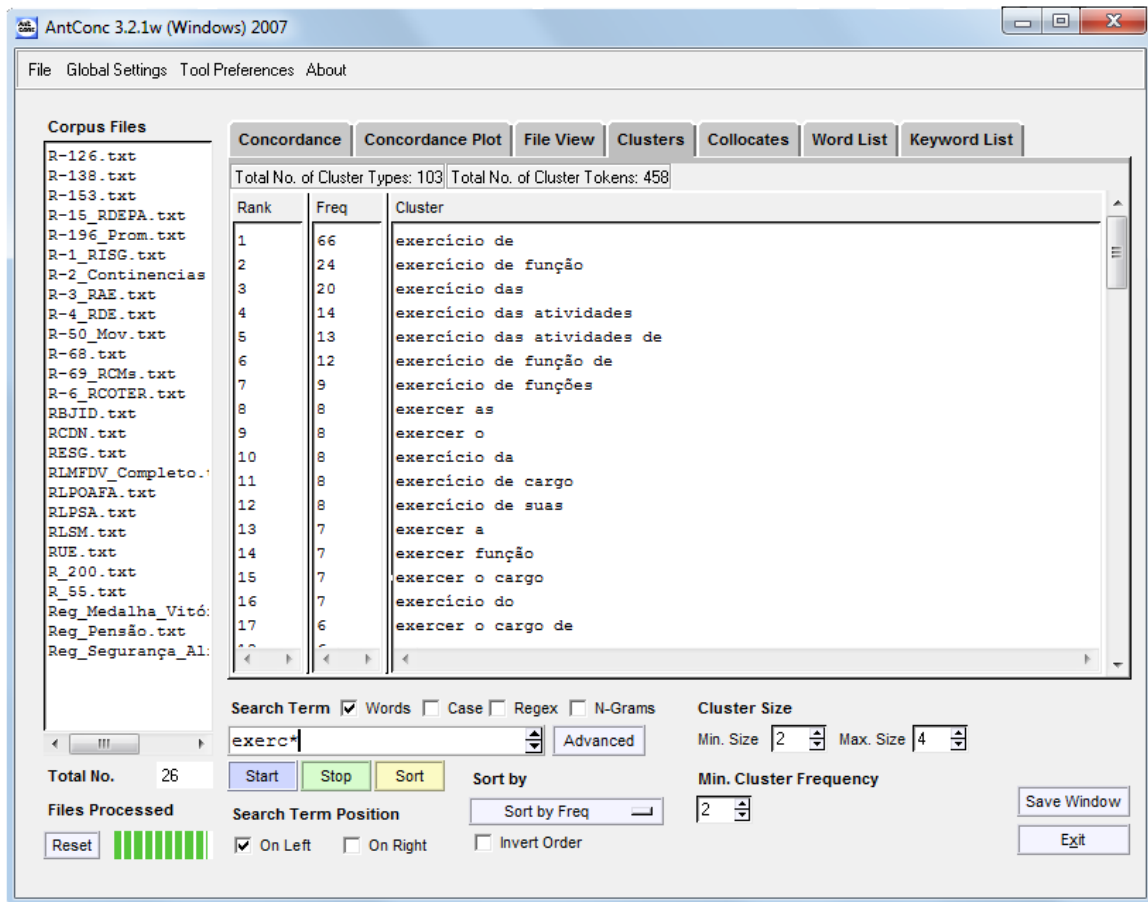 AntConc 3.2.1w (Windows) 2007
File Global Settings Tool Preferences About
Corpus Files
R-126.txt
R-138.txt
R-153.txt
R-15_RDEPA.txt
R-196_Prom.txt
R-1_RISG.txt
R-2_Continencias
R-3_RAE.txt
R-4_RDE.txt
R-50_Mov.txt
R-68.txt
R-69_RCMs.txt
R-6_RCOTER.txt
RBJID.txt
RCDN.txt
RESG.txt
RLMFDV_Completo.
RLPOAFA.txt
RLPSA.txt
RLSM.txt
RUE.txt
R_200.txt
R_55.txt
Reg_Medalha_Vitó
Reg_Pensão.txt
Reg_Segurança_Al
Total No. 26
Files Processed
Reset
Concordance Concordance Plot File View Clusters Collocates Word List Keyword List
Total No. of Cluster Types: 103 Total No. of Cluster Tokens: 458
Rank Freq Cluster
1 66 exercício de
2 24 exercício de função
3 20 exercício das
4 14 exercício das atividades
5 13 exercício das atividades de
6 12 exercício de função de
7 9 exercício de funções
8 8 exercer as
9 8 exercer o
10 8 exercício da
11 8 exercício de cargo
12 8 exercício de suas
13 7 exercer a
14 7 exercer função
15 7 exercer o cargo
16 7 exercício do
17 6 exercer o cargo de
Search Term Words Case Regex N-Grams
exerc* Advanced
Start Stop Sort
Search Term Position
On Left On Right
Sort by
Sort by Freq
Invert Order
Cluster Size
Min. Size 2 Max. Size 4
Min. Cluster Frequency
2
Save Window
Exit